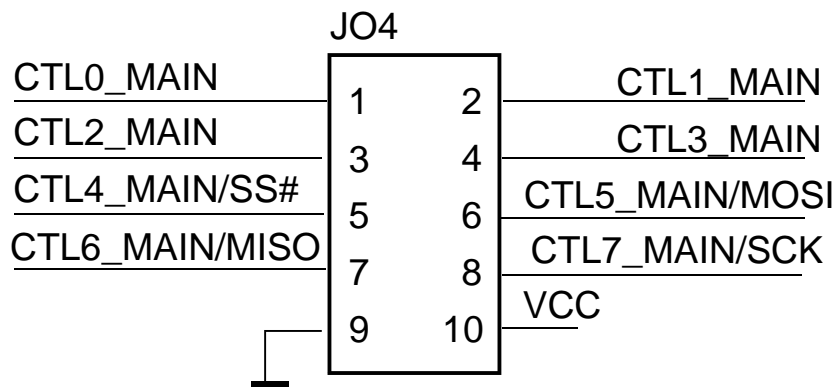 JO4
CTL0_MAIN 1 2 CTL1_MAIN
CTL2_MAIN 3 4 CTL3_MAIN
CTL4_MAIN/SS# 5 6 CTL5_MAIN/MOSI
CTL6_MAIN/MISO 7 8 CTL7_MAIN/SCK
9 10 VCC